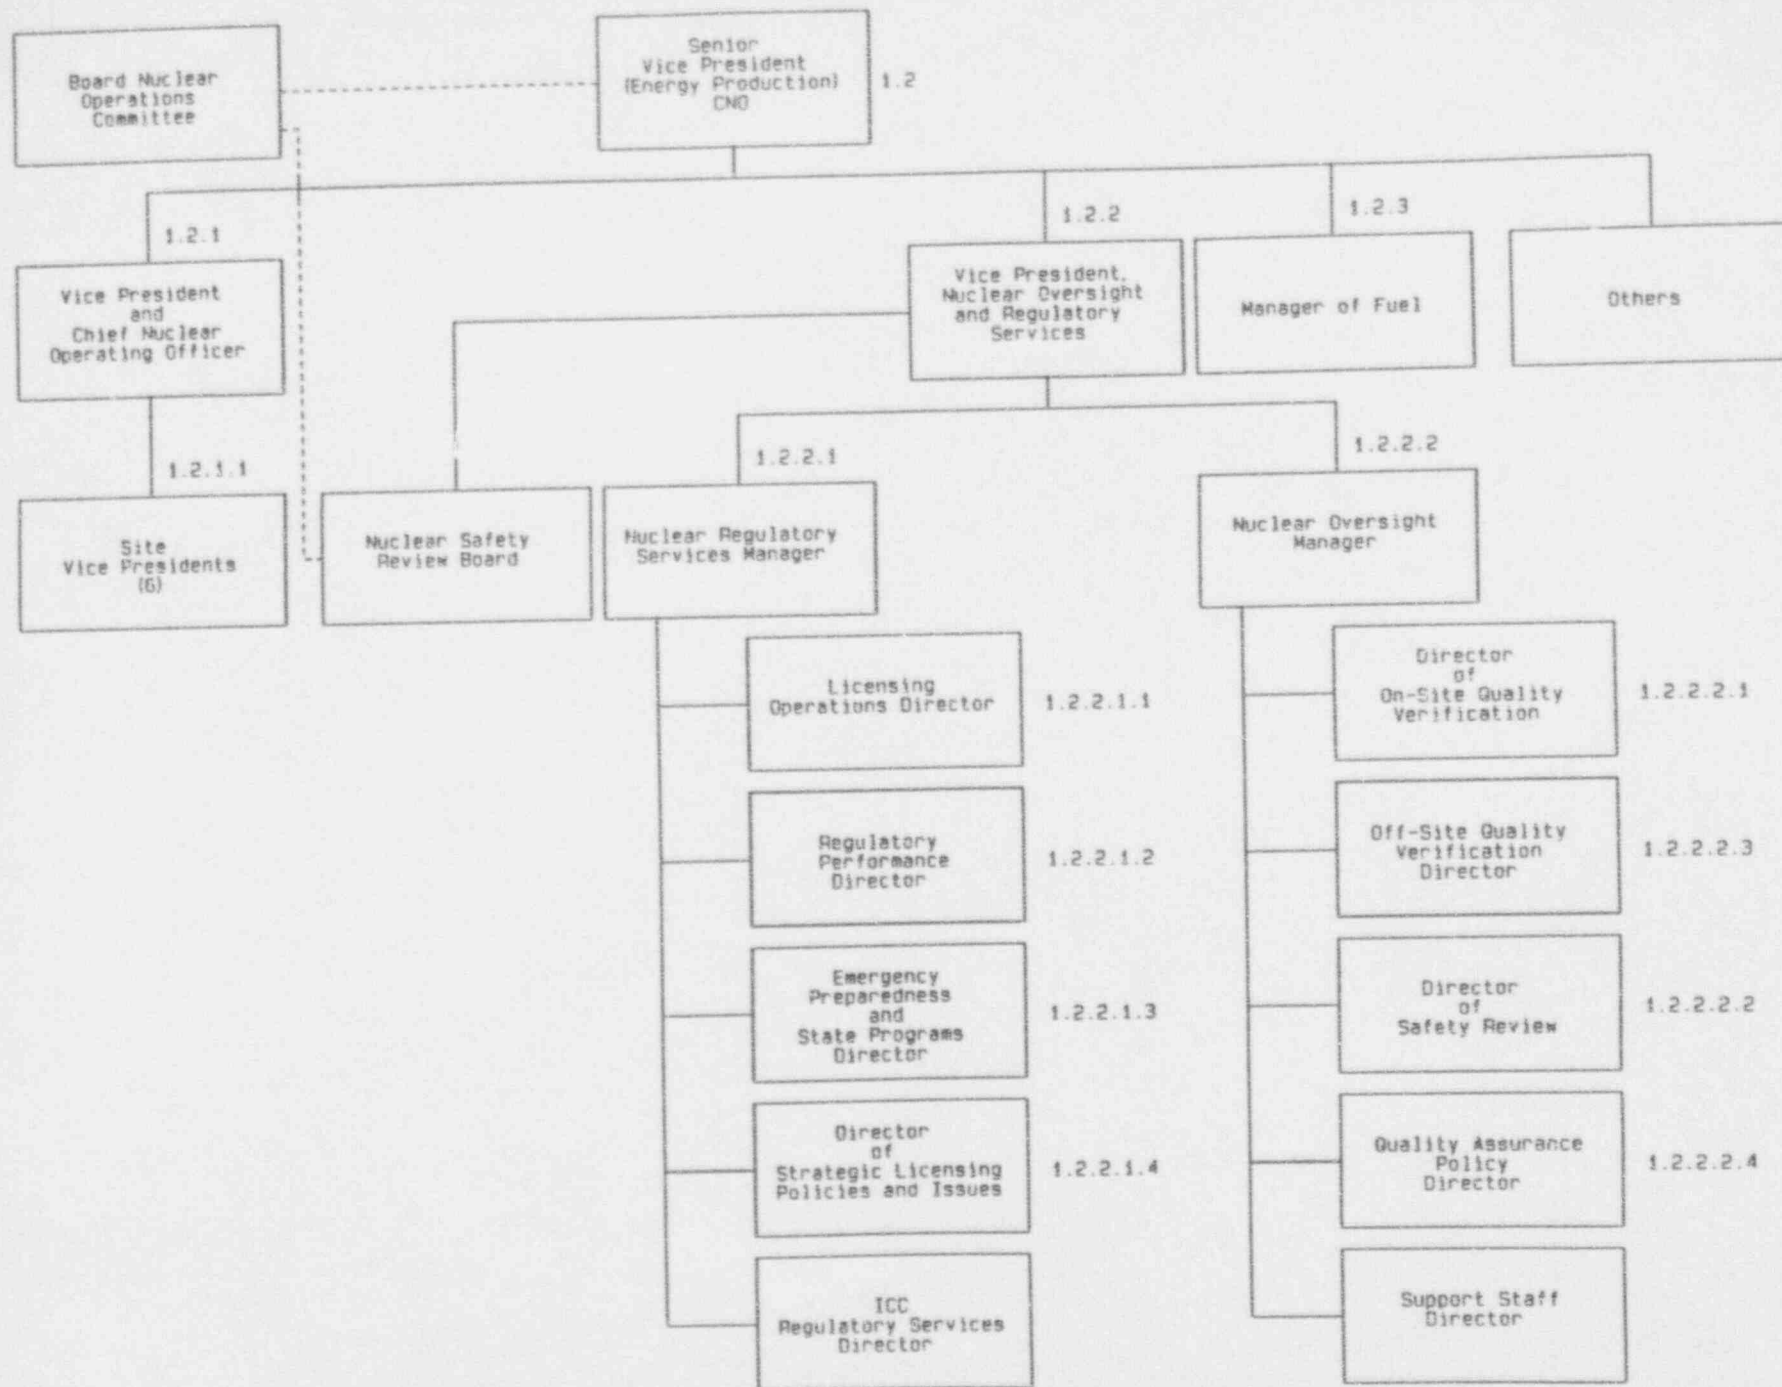 Board Nuclear
Operations
Committee
Senior
Vice President
(Energy Production)
CNO
1.2
1.2.1
1.2.2
1.2.3
Vice President
and
Chief Nuclear
Operating Officer
Vice President,
Nuclear Oversight
and Regulatory
Services
Manager of Fuel
Others
1.2.1.1
1.2.2.1
1.2.2.2
Site
Vice Presidents
(6)
Nuclear Safety
Review Board
Nuclear Regulatory
Services Manager
Nuclear Oversight
Manager
Licensing
Operations Director
1.2.2.1.1
Director
of
On-Site Quality
Verification
1.2.2.2.1
Regulatory
Performance
Director
1.2.2.1.2
Off-Site Quality
Verification
Director
1.2.2.2.3
Emergency
Preparedness
and
State Programs
Director
1.2.2.1.3
Director
of
Safety Review
1.2.2.2.2
Director
of
Strategic Licensing
Policies and Issues
1.2.2.1.4
Quality Assurance
Policy
Director
1.2.2.2.4
ICC
Regulatory Services
Director
Support Staff
Director